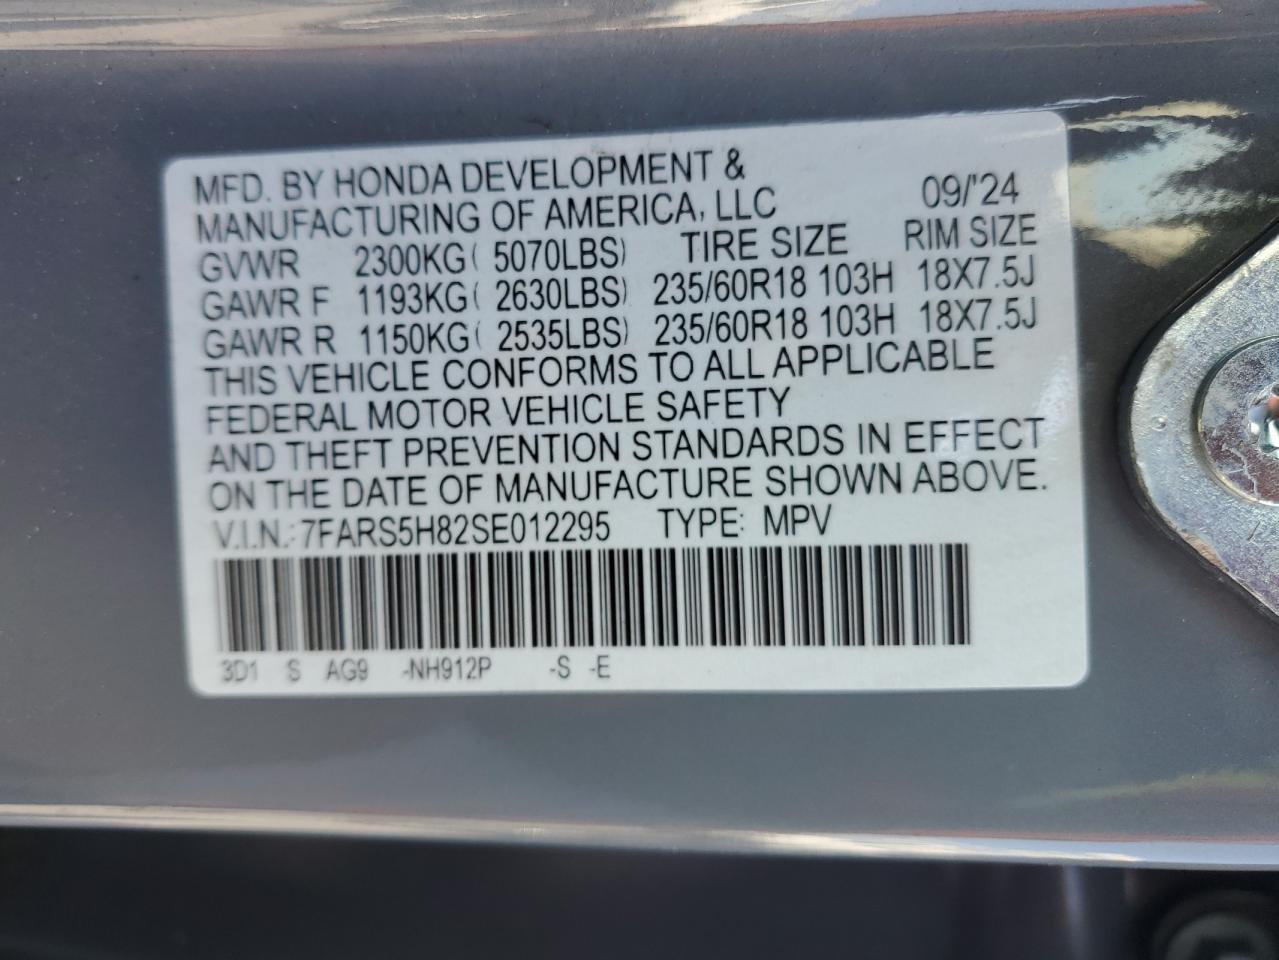 MFD. BY HONDA DEVELOPMENT &
MANUFACTURING OF AMERICA, LLC 09/'24
GVWR 2300KG( 5070LBS) TIRE SIZE RIM SIZE
GAWR F 1193KG( 2630LBS) 235/60R18 103H 18X7.5J
GAWR R 1150KG( 2535LBS) 235/60R18 103H 18X7.5J
THIS VEHICLE CONFORMS TO ALL APPLICABLE
FEDERAL MOTOR VEHICLE SAFETY
AND THEFT PREVENTION STANDARDS IN EFFECT
ON THE DATE OF MANUFACTURE SHOWN ABOVE.
V.I.N.: 7FARS5H82SE012295 TYPE: MPV
3D1 S AG9 -NH912P -S -E